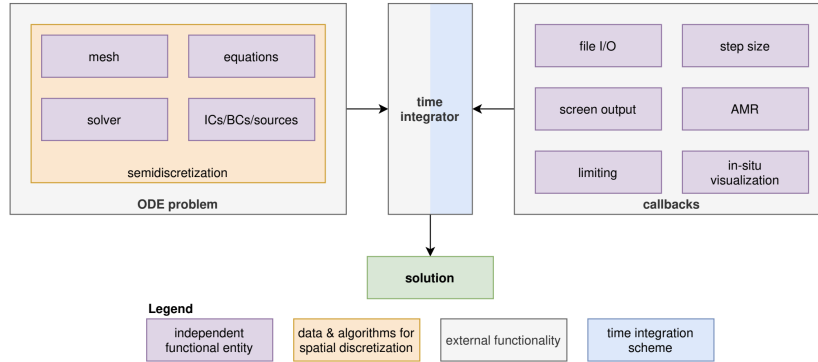 mesh
equations
solver
ICs/BCs/sources
semidiscretization
ODE problem
time
integrator
file I/O
step size
screen output
AMR
limiting
in-situ
visualization
callbacks
solution
Legend
independent
functional entity
data & algorithms for
spatial discretization
external functionality
time integration
scheme